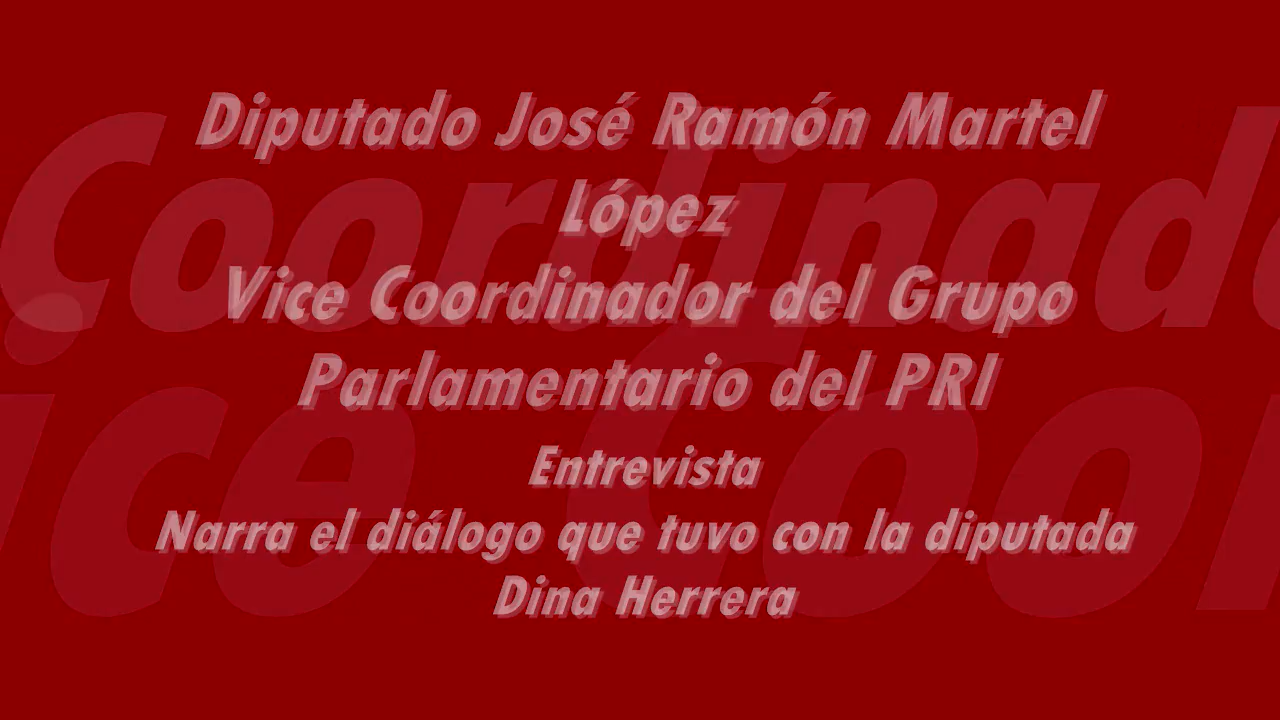 Diputado José Ramón Martel
López
Vice Coordinador del Grupo
Parlamentario del PRI
Entrevista
Narra el diálogo que tuvo con la diputada
Dina Herrera